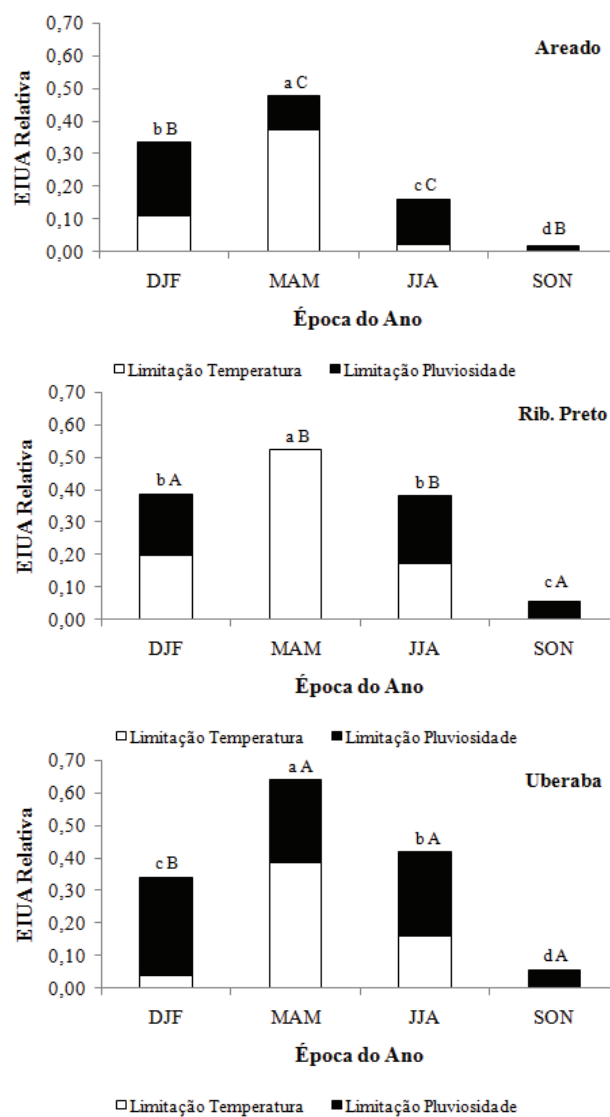 0,70
Areado
0,60
a C
0,50
b B
0,40
0,30
c C
0,20
0,10
d B
0,00
EIUA Relativa
DJF MAM JJA SON
Época do Ano
Limitação Temperatura Limitação Pluviosidade
0,70
Rib. Preto
0,60
a B
0,50
b A b B
0,40
0,30
0,20
c A
0,10
0,00
EIUA Relativa
DJF MAM JJA SON
Época do Ano
Limitação Temperatura Limitação Pluviosidade
0,70
a A Uberaba
0,60
0,50
b A
0,40
c B
0,30
0,20
0,10
d A
0,00
EIUA Relativa
DJF MAM JJA SON
Época do Ano
Limitação Temperatura Limitação Pluviosidade